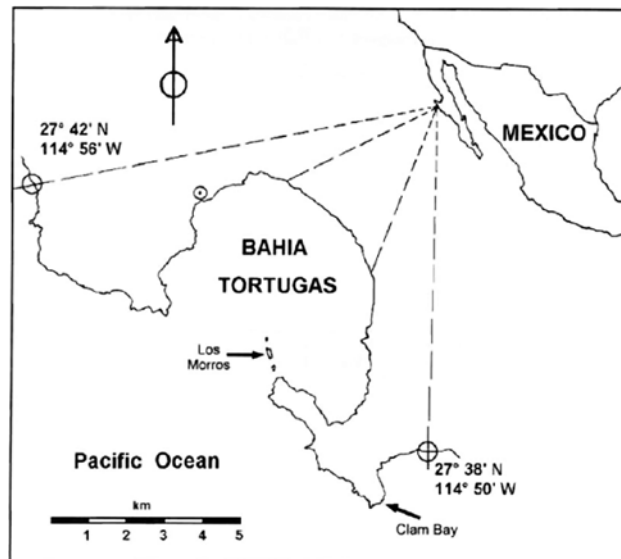 27° 42' N
114° 56' W
MEXICO
BAHIA
TORTUGAS
Los
Morros
Pacific Ocean
27° 38' N
114° 50' W
km
1 2 3 4 5
Clam Bay